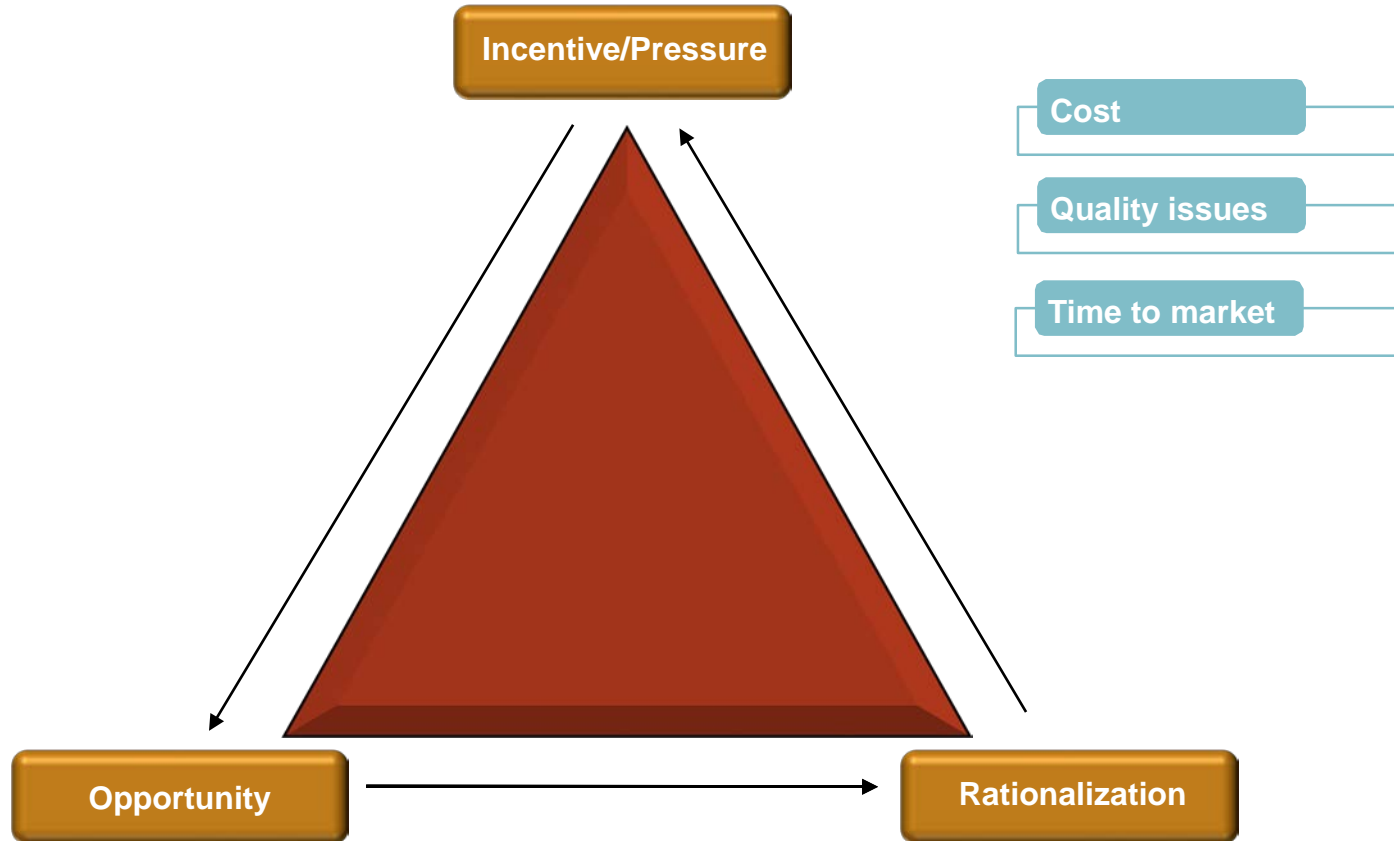 Incentive/Pressure
Cost
Quality issues
Time to market
Opportunity
Rationalization